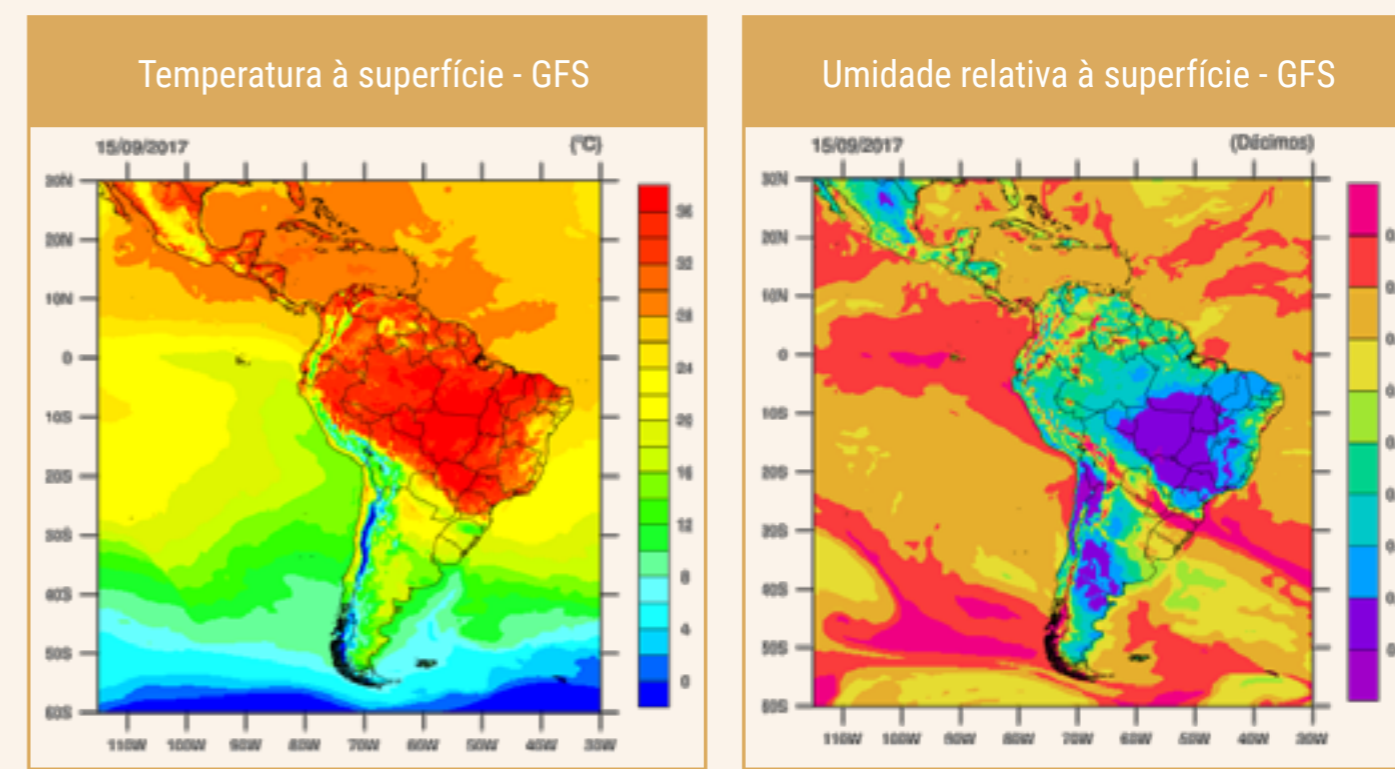 Temperatura à superfície - GFS
15/09/2017 (°C)
30N
20N
10N
0
10S
20S
30S
40S
50S
60S
110W 100W 90W 80W 70W 60W 50W 40W 30W
36
32
28
24
20
16
12
8
4
0
Umidade relativa à superfície - GFS
15/09/2017 (Décimos)
30N
20N
10N
0
10S
20S
30S
40S
50S
60S
110W 100W 90W 80W 70W 60W 50W 40W 30W